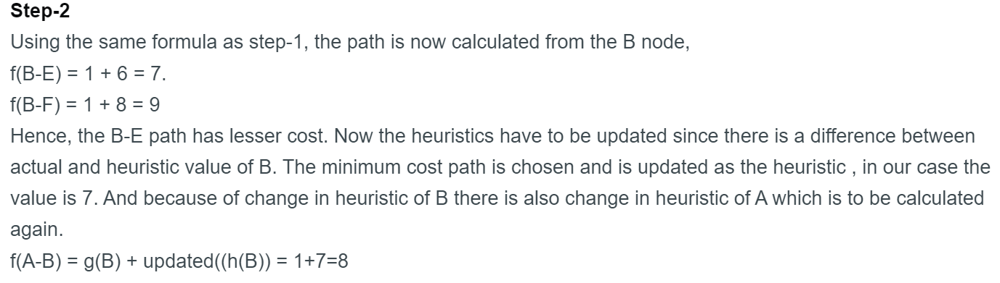 Step-2
Using the same formula as step-1, the path is now calculated from the B node,
f(B-E) = 1 + 6 = 7.
f(B-F) = 1 + 8 = 9
Hence, the B-E path has lesser cost. Now the heuristics have to be updated since there is a difference between
actual and heuristic value of B. The minimum cost path is chosen and is updated as the heuristic , in our case the
value is 7. And because of change in heuristic of B there is also change in heuristic of A which is to be calculated
again.
f(A-B) = g(B) + updated((h(B)) = 1+7=8